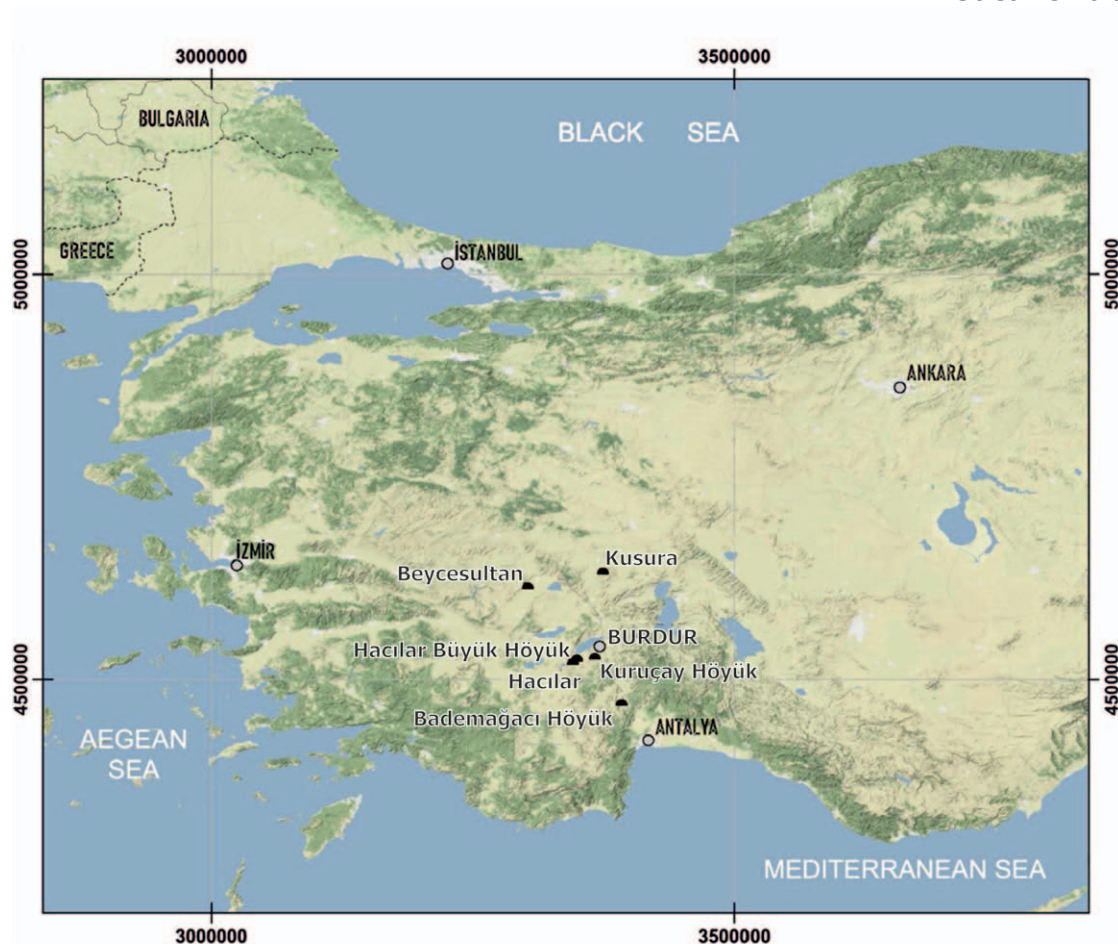 3000000
3500000
BULGARIA
BLACK SEA
GREECE
İSTANBUL
5000000
5000000
ANKARA
İZMİR
Kusura
Beycesultan
BURDUR
Hacılar Büyük Höyük
Kuruçay Höyük
Hacılar
4500000
4500000
Bademağacı Höyük
ANTALYA
AEGEAN
SEA
MEDITERRANEAN SEA
3000000
3500000